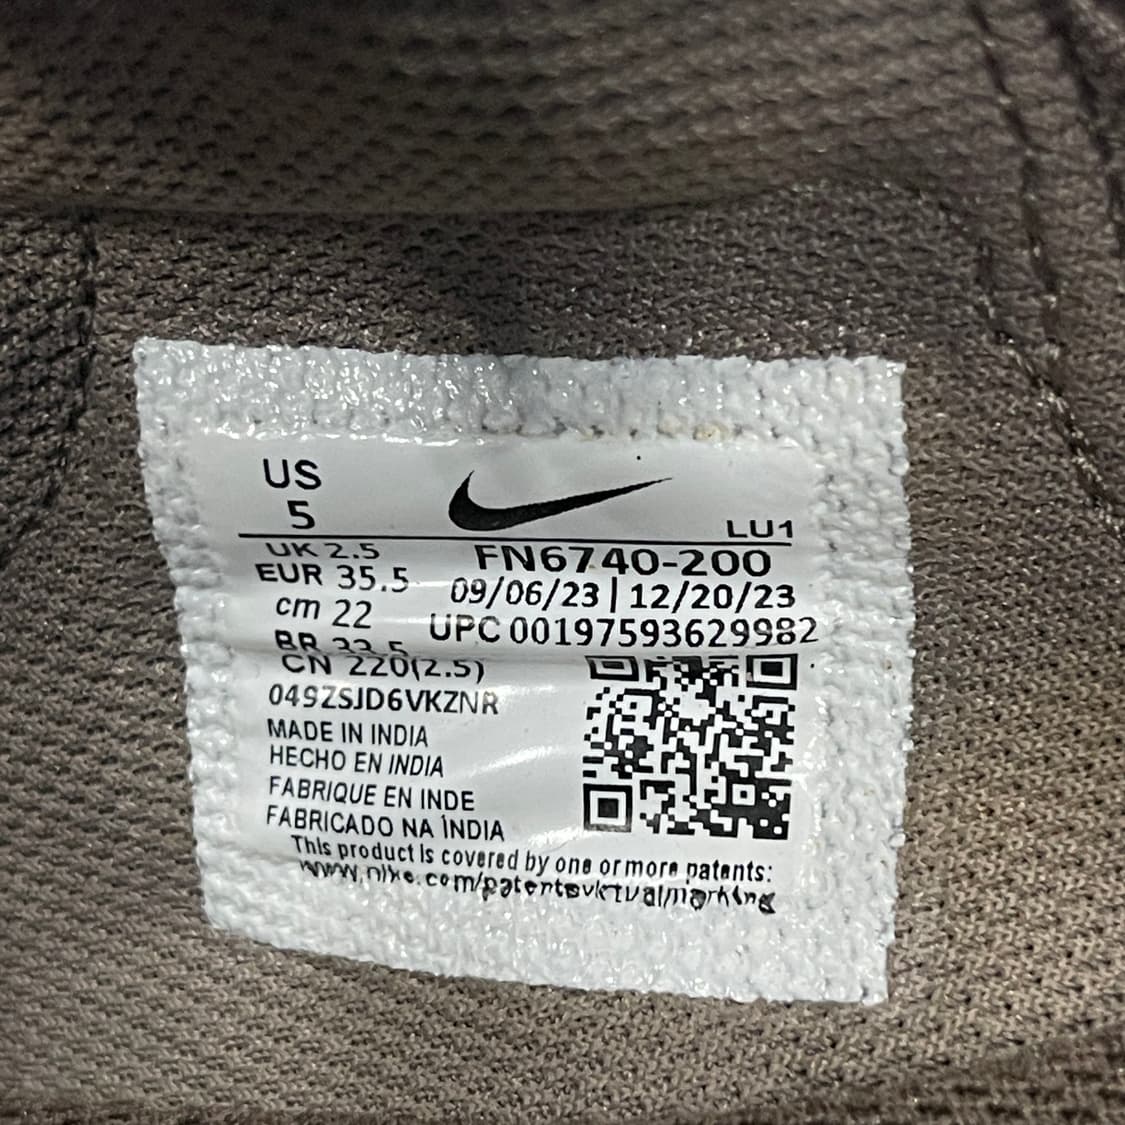 US
5
LU1
UK 2.5
FN6740-200
EUR 35.5
09/06/23 | 12/20/23
cm 22
UPC 00197593629982
BR 33.5
CN 220(2.5)
049ZSJD6VKZNR
MADE IN INDIA
HECHO EN INDIA
FABRIQUE EN INDE
FABRICADO NA ÍNDIA
This product is covered by one or more patents: